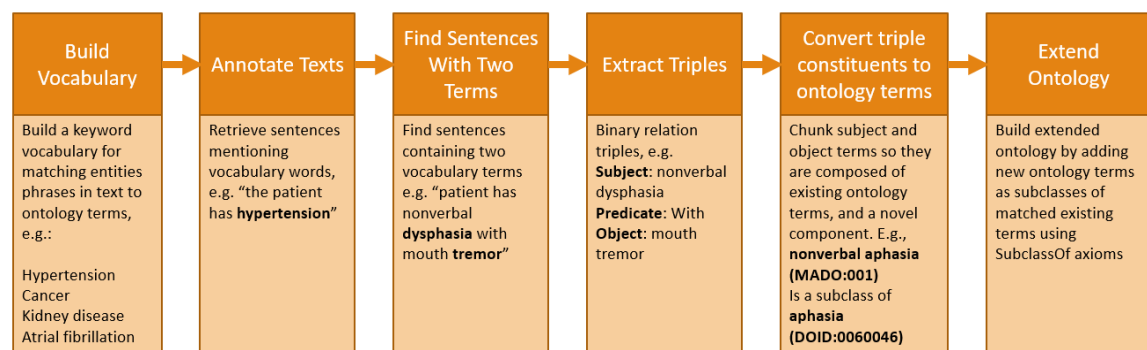 Build
Vocabulary
Build a keyword
vocabulary for
matching entities
phrases in text to
ontology terms,
e.g.:
Hypertension
Cancer
Kidney disease
Atrial fibrillation
Annotate Texts
Retrieve sentences
mentioning
vocabulary words,
e.g. “the patient
has hypertension”
Find Sentences
With Two
Terms
Find sentences
containing two
vocabulary terms
e.g. “patient has
nonverbal
dysphasia with
mouth tremor”
Extract Triples
Binary relation
triples, e.g.
Subject: nonverbal
dysphasia
Predicate: With
Object: mouth
tremor
Convert triple
constituents to
ontology terms
Chunk subject and
object terms so they
are composed of
existing ontology
terms, and a novel
component. E.g.,
nonverbal aphasia
(MADO:001)
Is a subclass of
aphasia
(DOID:0060046)
Extend
Ontology
Build extended
ontology by adding
new ontology terms
as subclasses of
matched existing
terms using
SubclassOf axioms